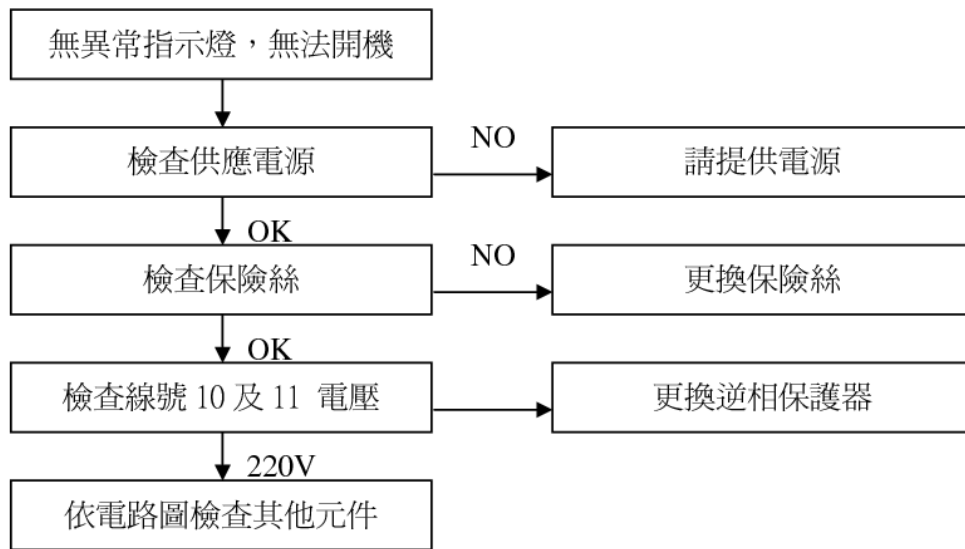 無異常指示燈，無法開機
檢查供應電源
NO
請提供電源
OK
檢查保險絲
NO
更換保險絲
OK
檢查線號 10 及 11 電壓
更換逆相保護器
220V
依電路圖檢查其他元件